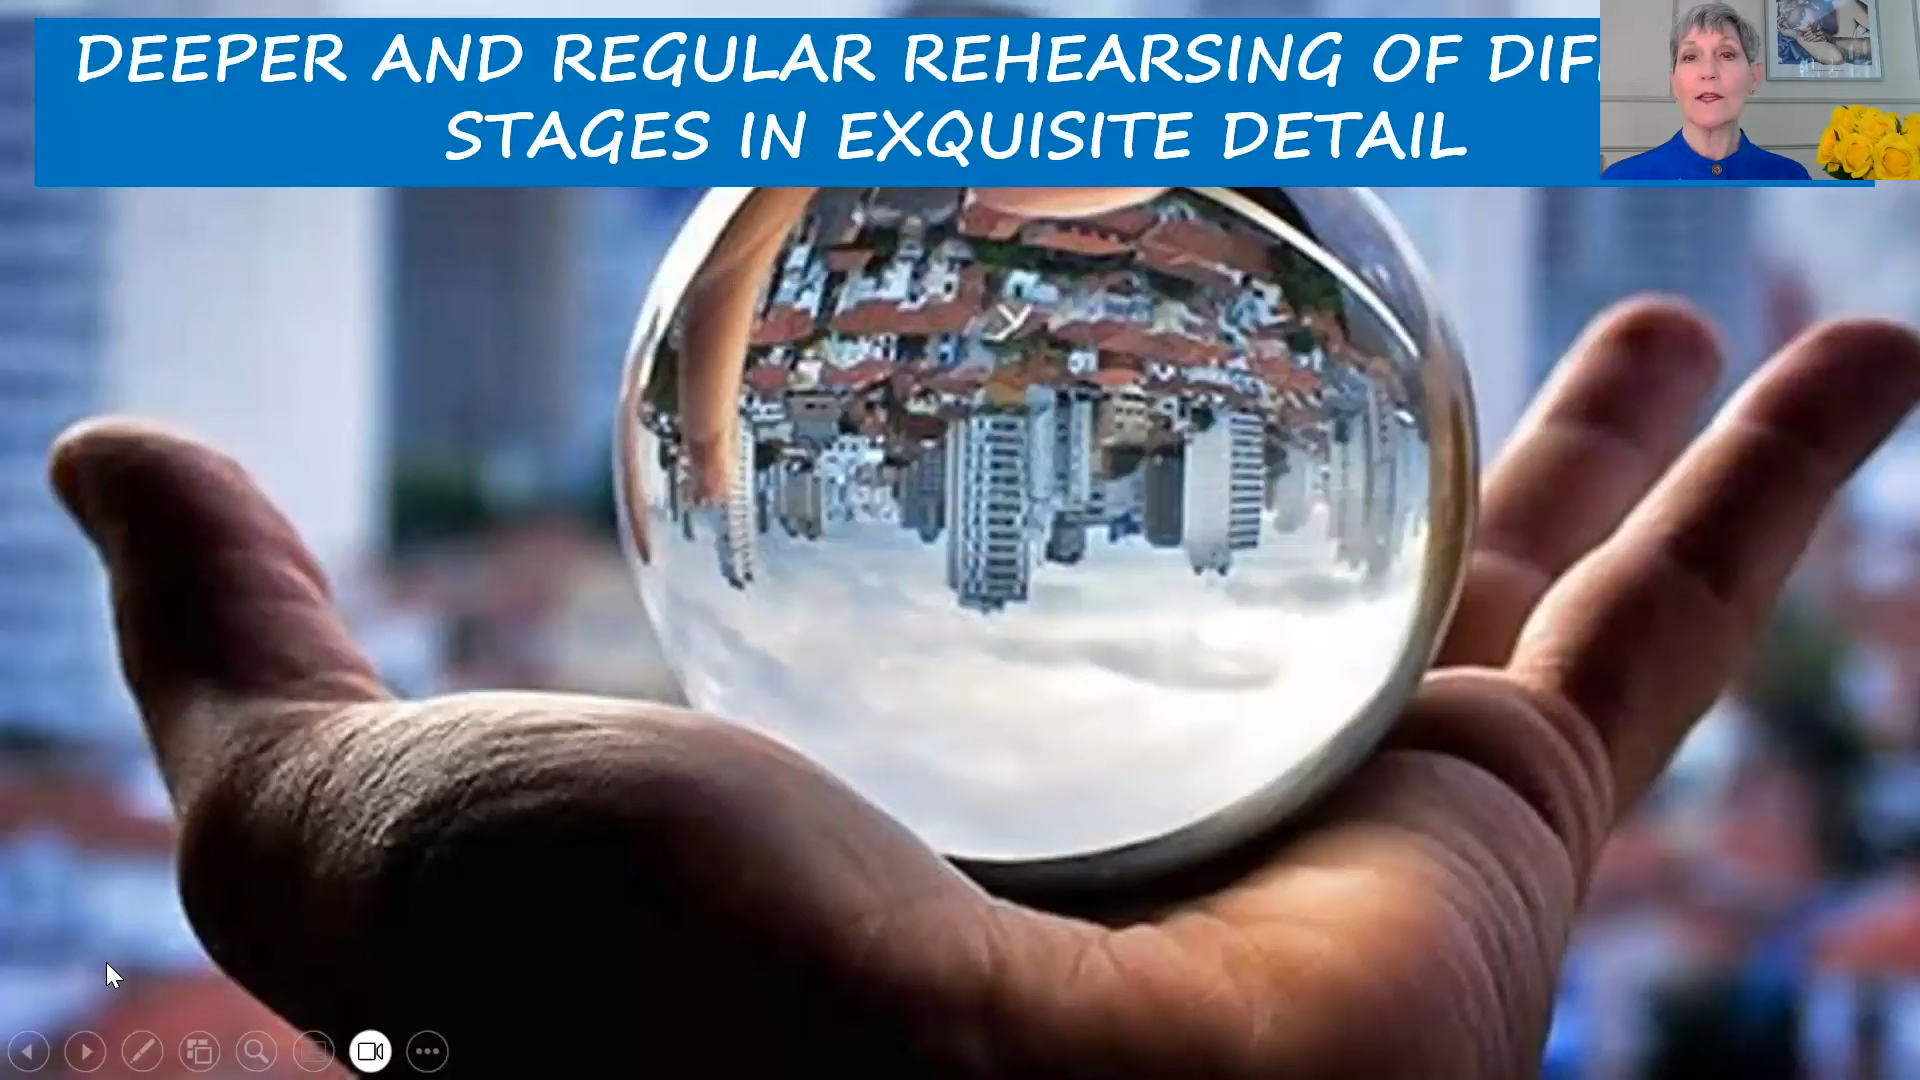 DEEPER AND REGULAR REHEARSING OF DIF
STAGES IN EXQUISITE DETAIL
y